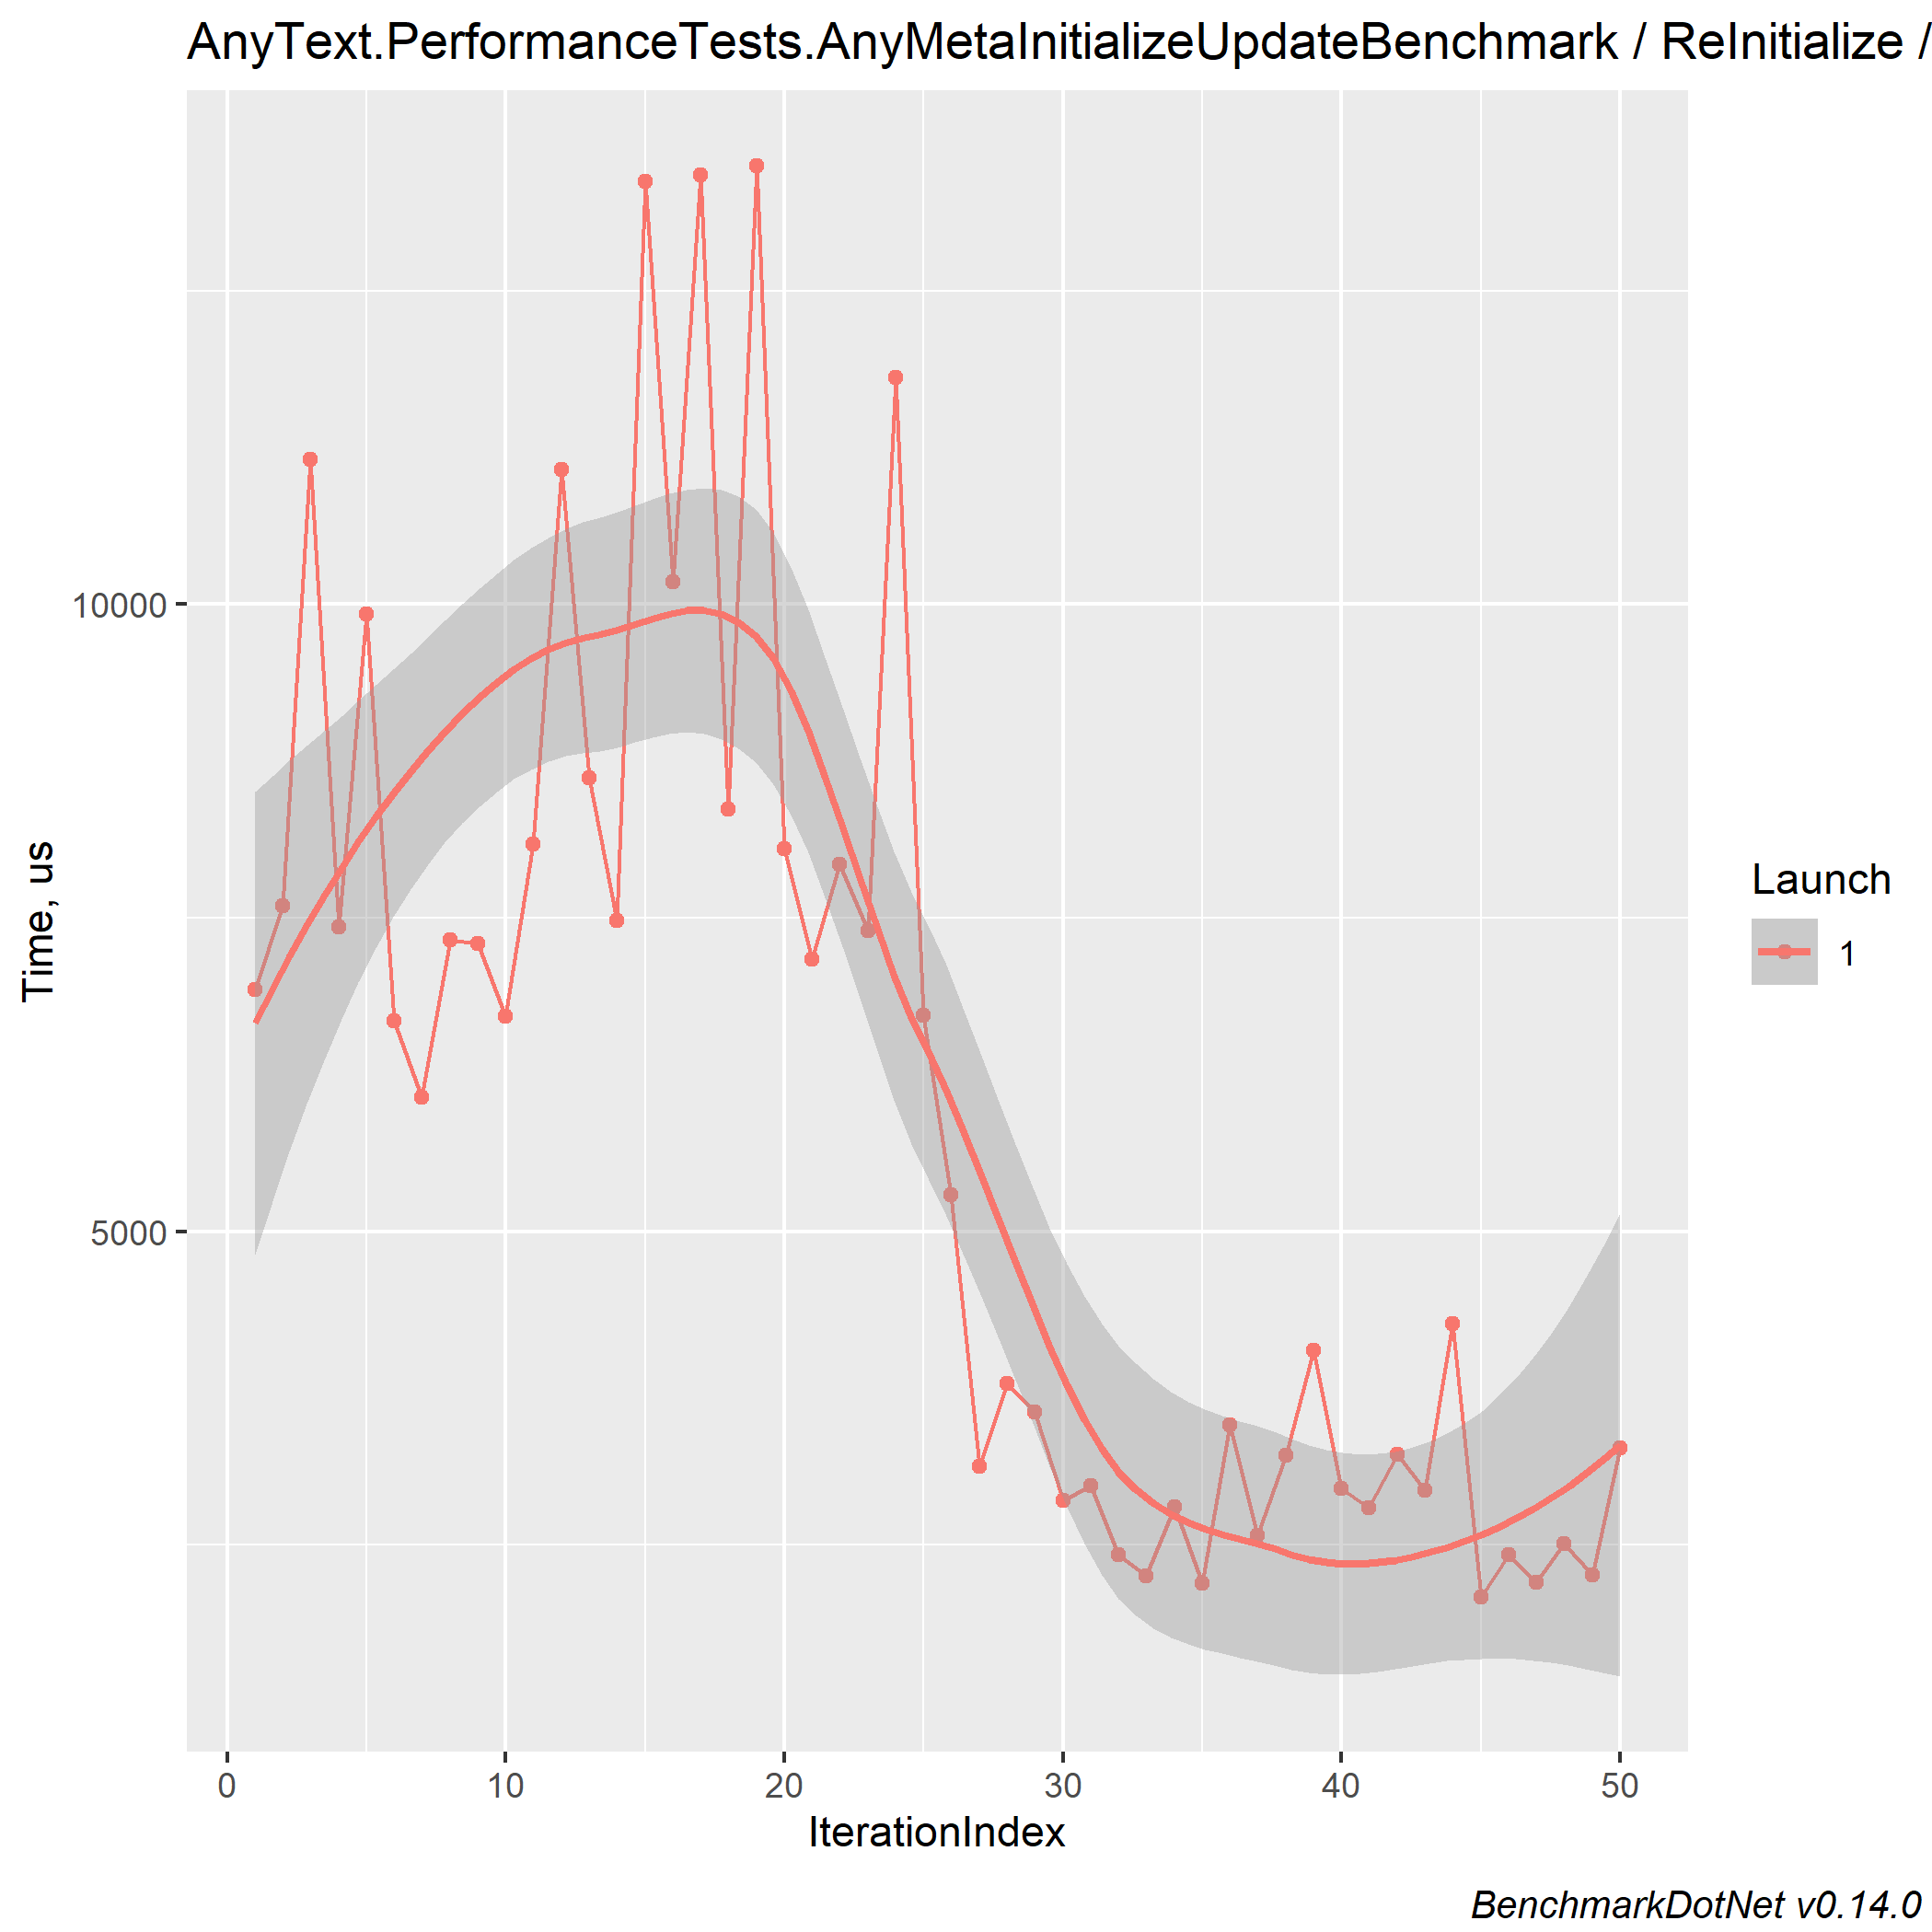 AnyText.PerformanceTests.AnyMetaInitializeUpdateBenchmark / ReInitialize /
10000
5000
Time, us
0 10 20 30 40 50
IterationIndex
Launch
1
BenchmarkDotNet v0.14.0